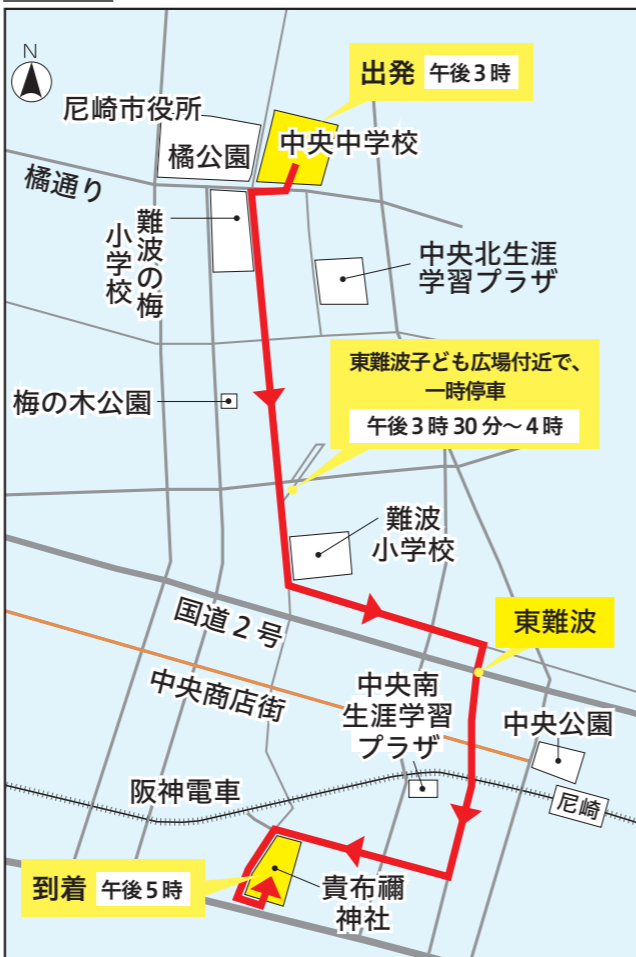 N
出発 午後3時
尼崎市役所
橘公園
中央中学校
橘通り
難波の梅
小学校
中央北生涯
学習プラザ
東難波子ども広場付近で、
一時停車
午後3時30分～4時
梅の木公園
難波
小学校
国道2号
東難波
中央商店街
中央南
生涯学習
プラザ
中央公園
阪神電車
尼崎
到着 午後5時
貴布禰
神社